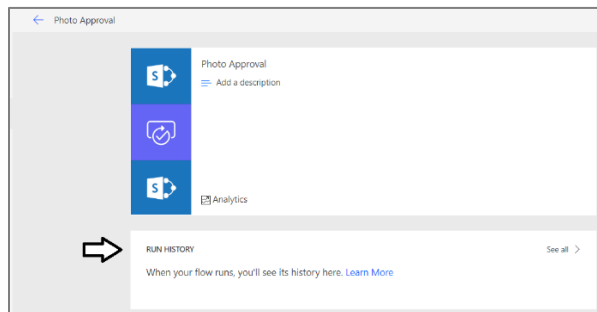 Photo Approval
Photo Approval
Add a description
S
S
Analytics
RUN HISTORY
See all
When your flow runs, you'll see its history here. Learn More